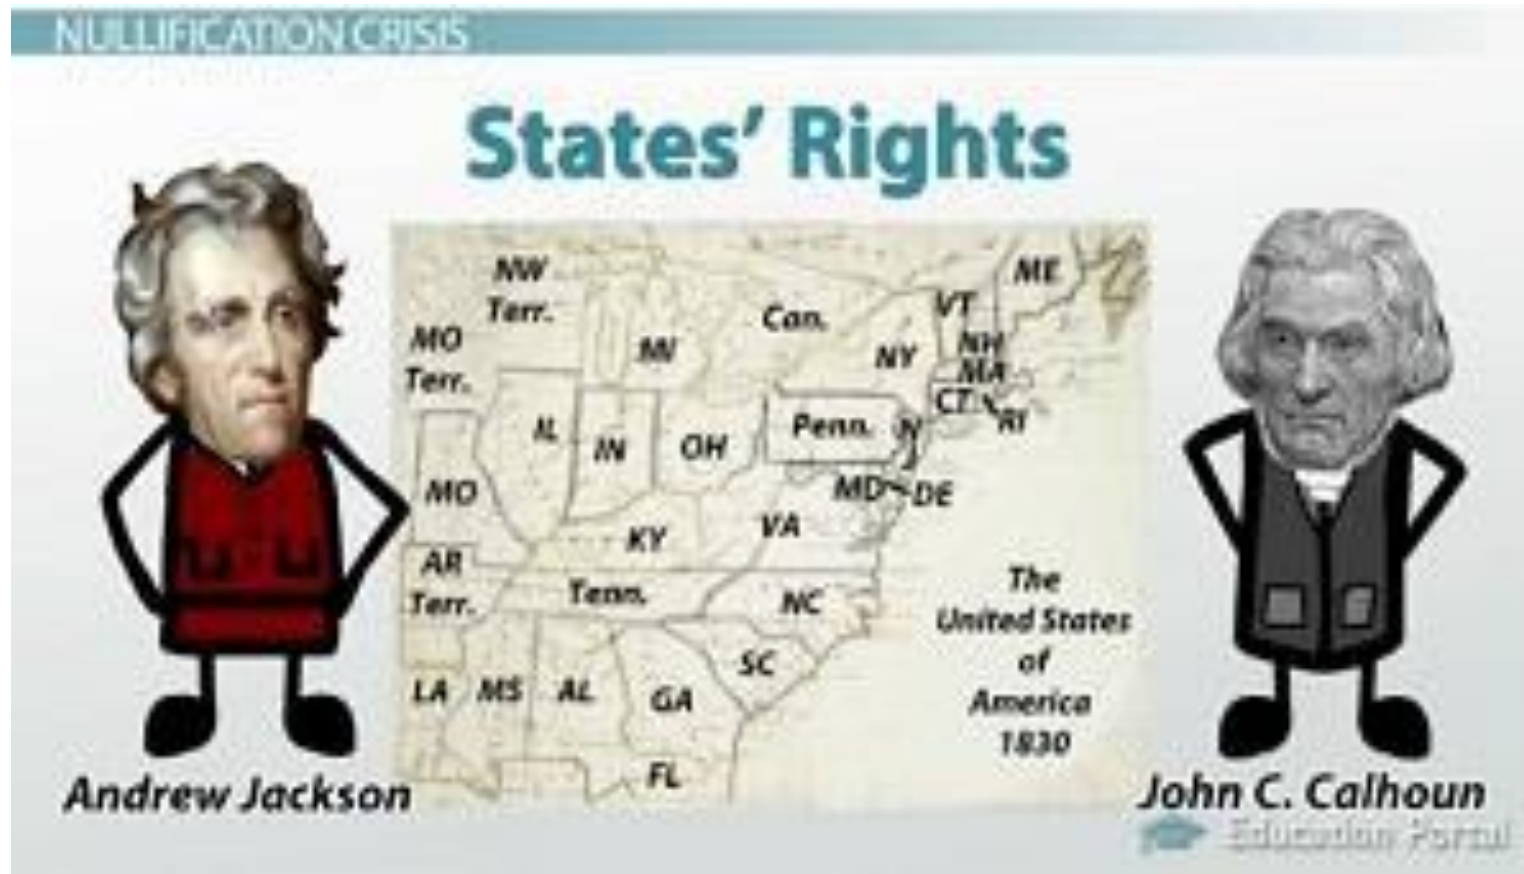 NULLIFICATION CRISIS
States' Rights
NW
Terr.
MO
Terr.
MI
Can.
NY
VT
ME
NH
MA
CT
RI
IL
IN
OH
Penn.
NJ
MO
KY
VA
MD
DE
AR
Terr.
Tenn.
NC
SC
LA
MS
AL
GA
FL
The
United States
of
America
1830
Andrew Jackson
John C. Calhoun
Education Portal